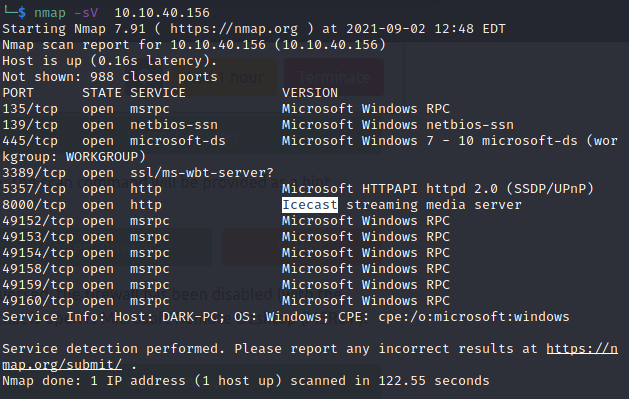 └─$ nmap -sV  10.10.40.156
Starting Nmap 7.91 ( https://nmap.org ) at 2021-09-02 12:48 EDT
Nmap scan report for 10.10.40.156 (10.10.40.156)
Host is up (0.16s latency).
Not shown: 988 closed ports
PORT      STATE SERVICE       VERSION
135/tcp   open  msrpc         Microsoft Windows RPC
139/tcp   open  netbios-ssn   Microsoft Windows netbios-ssn
445/tcp   open  microsoft-ds  Microsoft Windows 7 - 10 microsoft-ds (wor
kgroup: WORKGROUP)
3389/tcp  open  ssl/ms-wbt-server?
5357/tcp  open  http          Microsoft HTTPAPI httpd 2.0 (SSDP/UPnP)
8000/tcp  open  http          Icecast streaming media server
49152/tcp open  msrpc         Microsoft Windows RPC
49153/tcp open  msrpc         Microsoft Windows RPC
49154/tcp open  msrpc         Microsoft Windows RPC
49158/tcp open  msrpc         Microsoft Windows RPC
49159/tcp open  msrpc         Microsoft Windows RPC
49160/tcp open  msrpc         Microsoft Windows RPC
Service Info: Host: DARK-PC; OS: Windows; CPE: cpe:/o:microsoft:windows

Service detection performed. Please report any incorrect results at https://n
map.org/submit/ .
Nmap done: 1 IP address (1 host up) scanned in 122.55 seconds